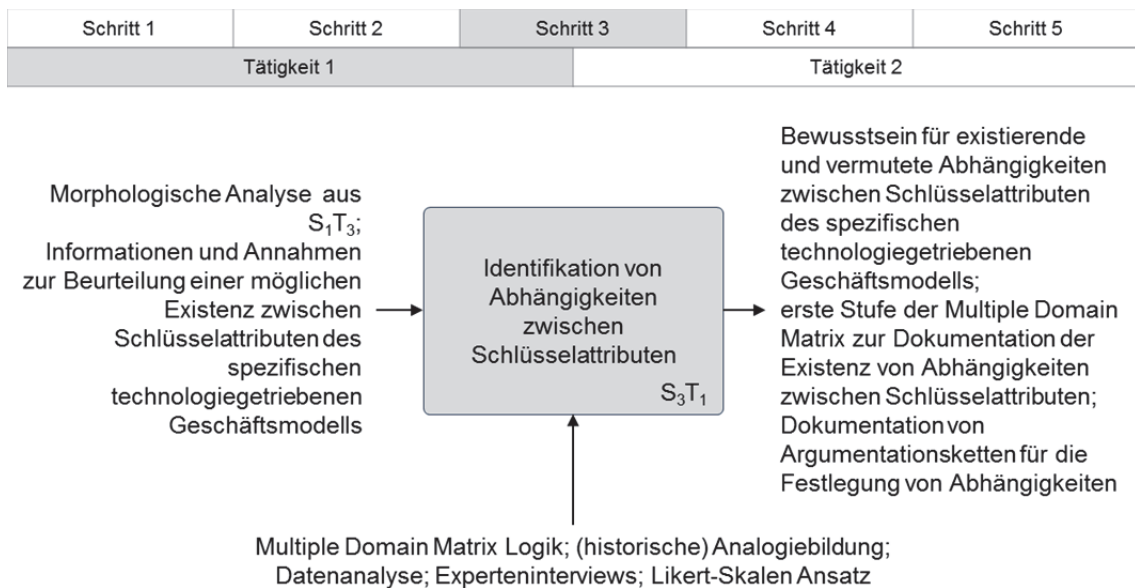 Schritt 1 Schritt 2 Schritt 3 Schritt 4 Schritt 5
Tätigkeit 1 Tätigkeit 2
Morphologische Analyse aus
S₁T₃;
Informationen und Annahmen
zur Beurteilung einer möglichen
Existenz zwischen
Schlüsselattributen des
spezifischen
technologiegetriebenen
Geschäftsmodells
Identifikation von
Abhängigkeiten
zwischen
Schlüsselattributen
S₃T₁
Bewusstsein für existierende
und vermutete Abhängigkeiten
zwischen Schlüsselattributen
des spezifischen
technologiegetriebenen
Geschäftsmodells;
erste Stufe der Multiple Domain
Matrix zur Dokumentation der
Existenz von Abhängigkeiten
zwischen Schlüsselattributen;
Dokumentation von
Argumentationsketten für die
Festlegung von Abhängigkeiten
Multiple Domain Matrix Logik; (historische) Analogiebildung;
Datenanalyse; Experteninterviews; Likert-Skalen Ansatz